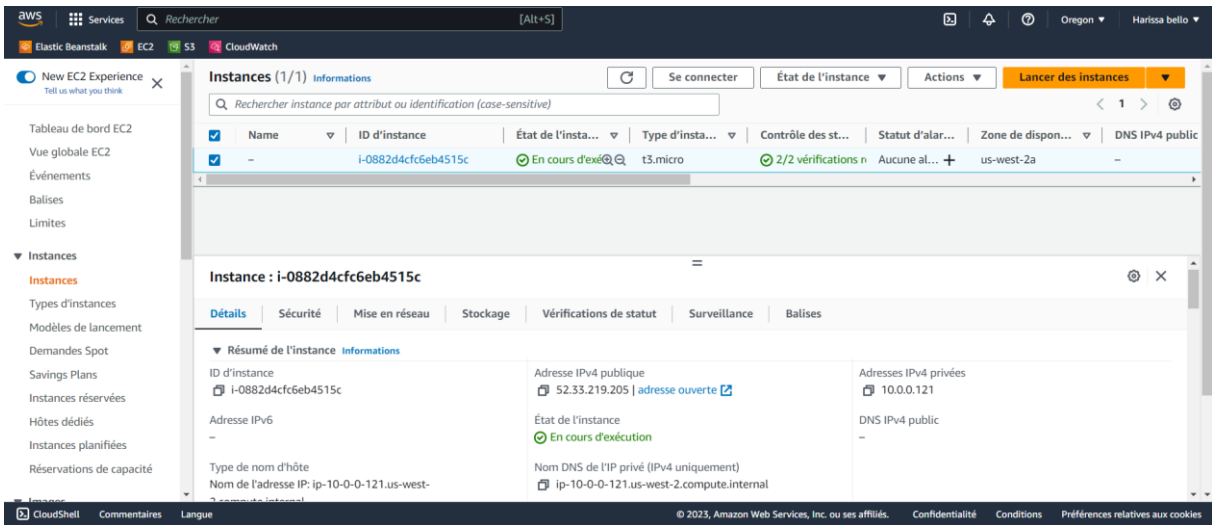 aws Services Rechercher [Alt+S] Oregon Harissa bello
Elastic Beanstalk EC2 S3 CloudWatch
New EC2 Experience
Tell us what you think
Tableau de bord EC2
Vue globale EC2
Événements
Balises
Limites
Instances
Instances
Types d'instances
Modèles de lancement
Demandes Spot
Savings Plans
Instances réservées
Hôtes dédiés
Instances planifiées
Réservations de capacité
Images
Instances (1/1) Informations Se connecter État de l'instance Actions Lancer des instances
Rechercher instance par attribut ou identification (case-sensitive) 1
Name ID d'instance État de l'insta... Type d'insta... Contrôle des st... Statut d'alar... Zone de dispon... DNS IPv4 public
– i-0882d4cfc6eb4515c En cours d'exé t3.micro 2/2 vérifications r Aucune al... us-west-2a –
Instance : i-0882d4cfc6eb4515c
Détails Sécurité Mise en réseau Stockage Vérifications de statut Surveillance Balises
Résumé de l'instance Informations
ID d'instance Adresse IPv4 publique Adresses IPv4 privées
i-0882d4cfc6eb4515c 52.33.219.205 | adresse ouverte 10.0.0.121
Adresse IPv6 État de l'instance DNS IPv4 public
– En cours d'exécution –
Type de nom d'hôte Nom DNS de l'IP privé (IPv4 uniquement)
Nom de l'adresse IP: ip-10-0-0-121.us-west- ip-10-0-0-121.us-west-2.compute.internal
2.compute.internal
CloudShell Commentaires Langue © 2023, Amazon Web Services, Inc. ou ses affiliés. Confidentialité Conditions Préférences relatives aux cookies